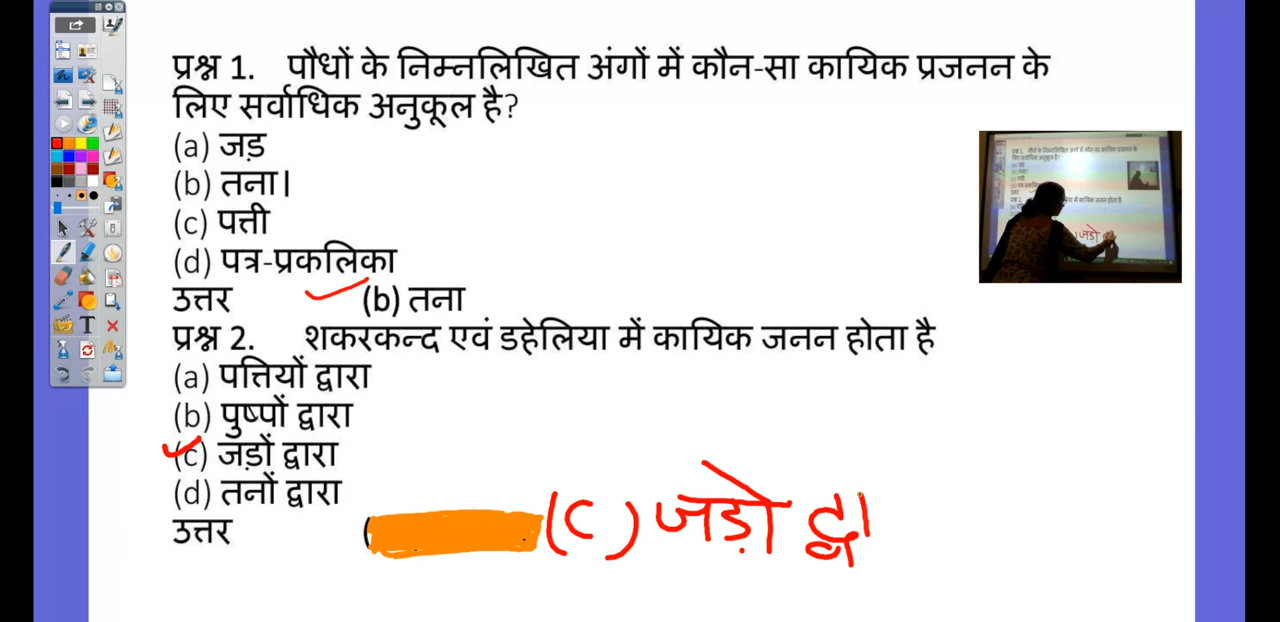 प्रश्न 1. पौधों के निम्नलिखित अंगों में कौन-सा कायिक प्रजनन के
लिए सर्वाधिक अनुकूल है?
(a) जड़
(b) तना।
(c) पत्ती
(d) पत्र-प्रकलिका
उत्तर (b) तना
प्रश्न 2. शकरकन्द एवं डहेलिया में कायिक जनन होता है
(a) पत्तियों द्वारा
(b) पुष्पों द्वारा
(c) जड़ों द्वारा
(d) तनों द्वारा
उत्तर ( (C) जड़ो द्वा